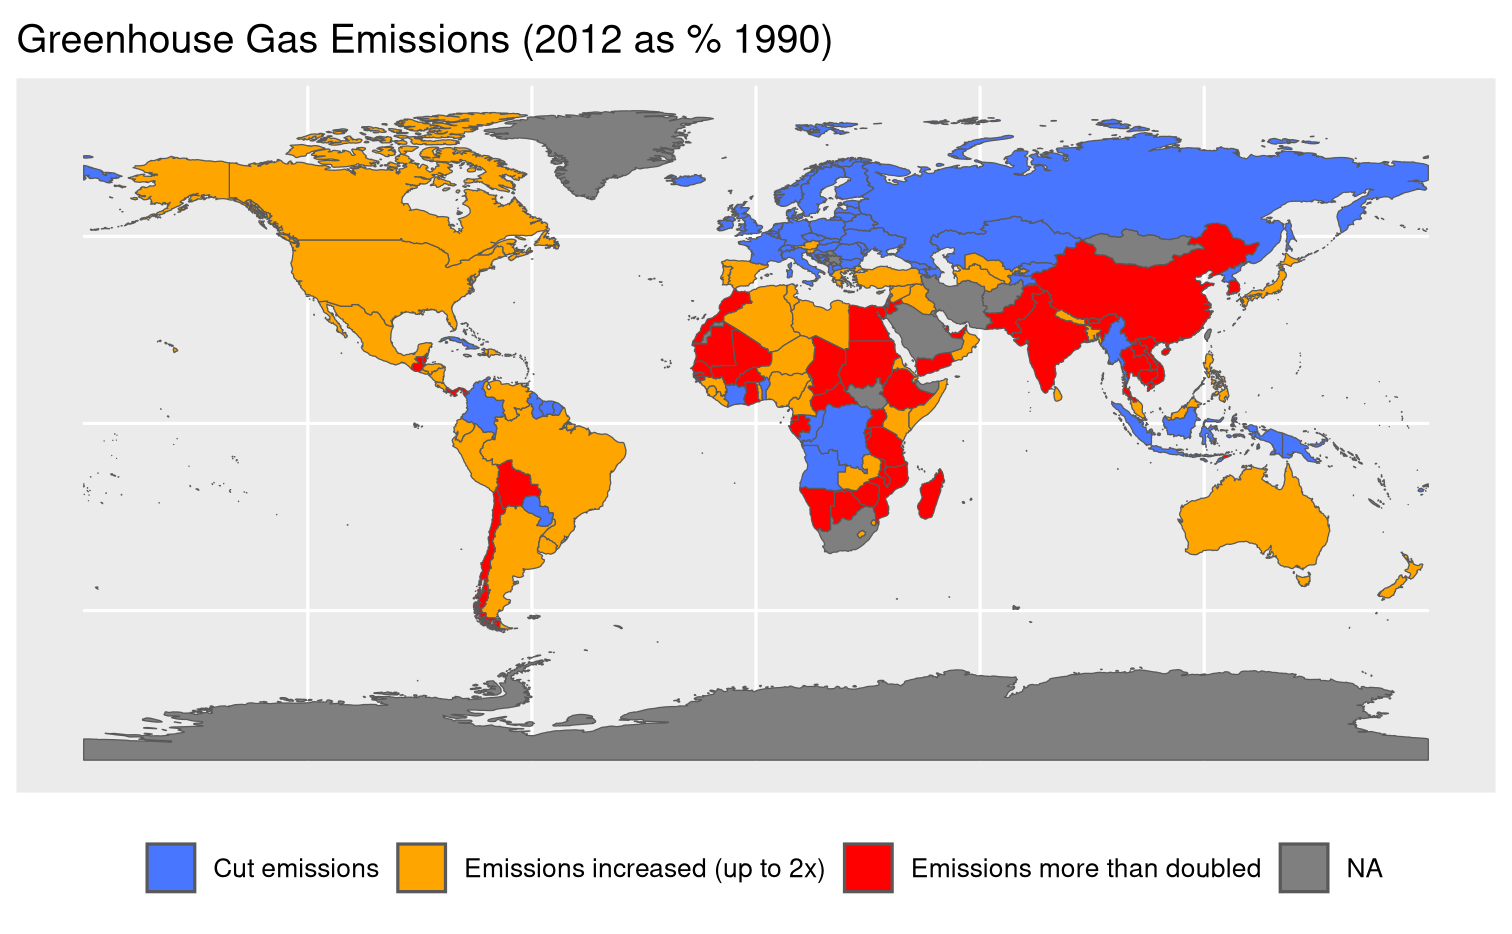 Greenhouse Gas Emissions (2012 as % 1990)
Cut emissions
Emissions increased (up to 2x)
Emissions more than doubled
NA